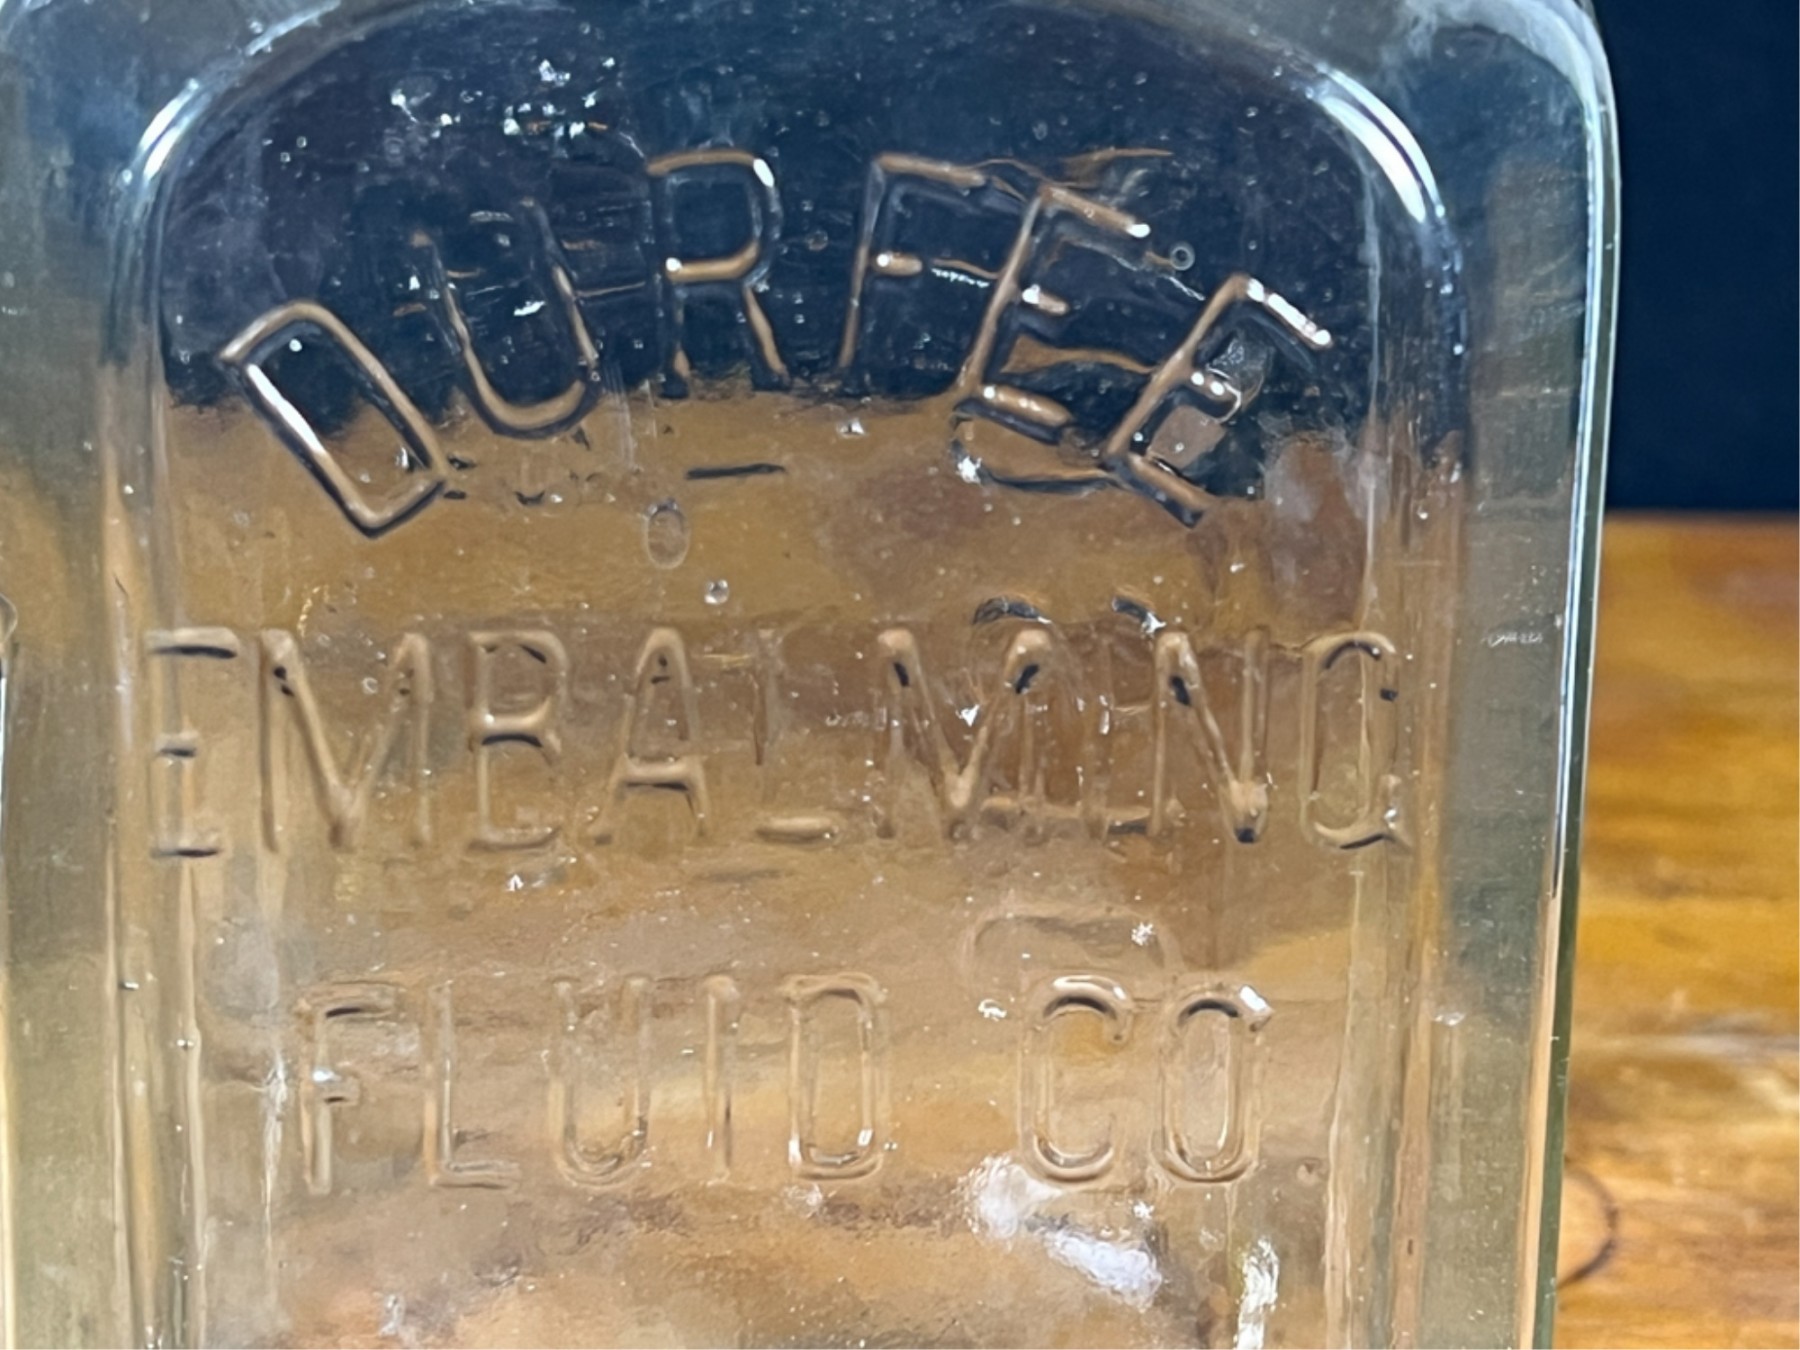 DURFEE
EMBALMING
FLUID CO